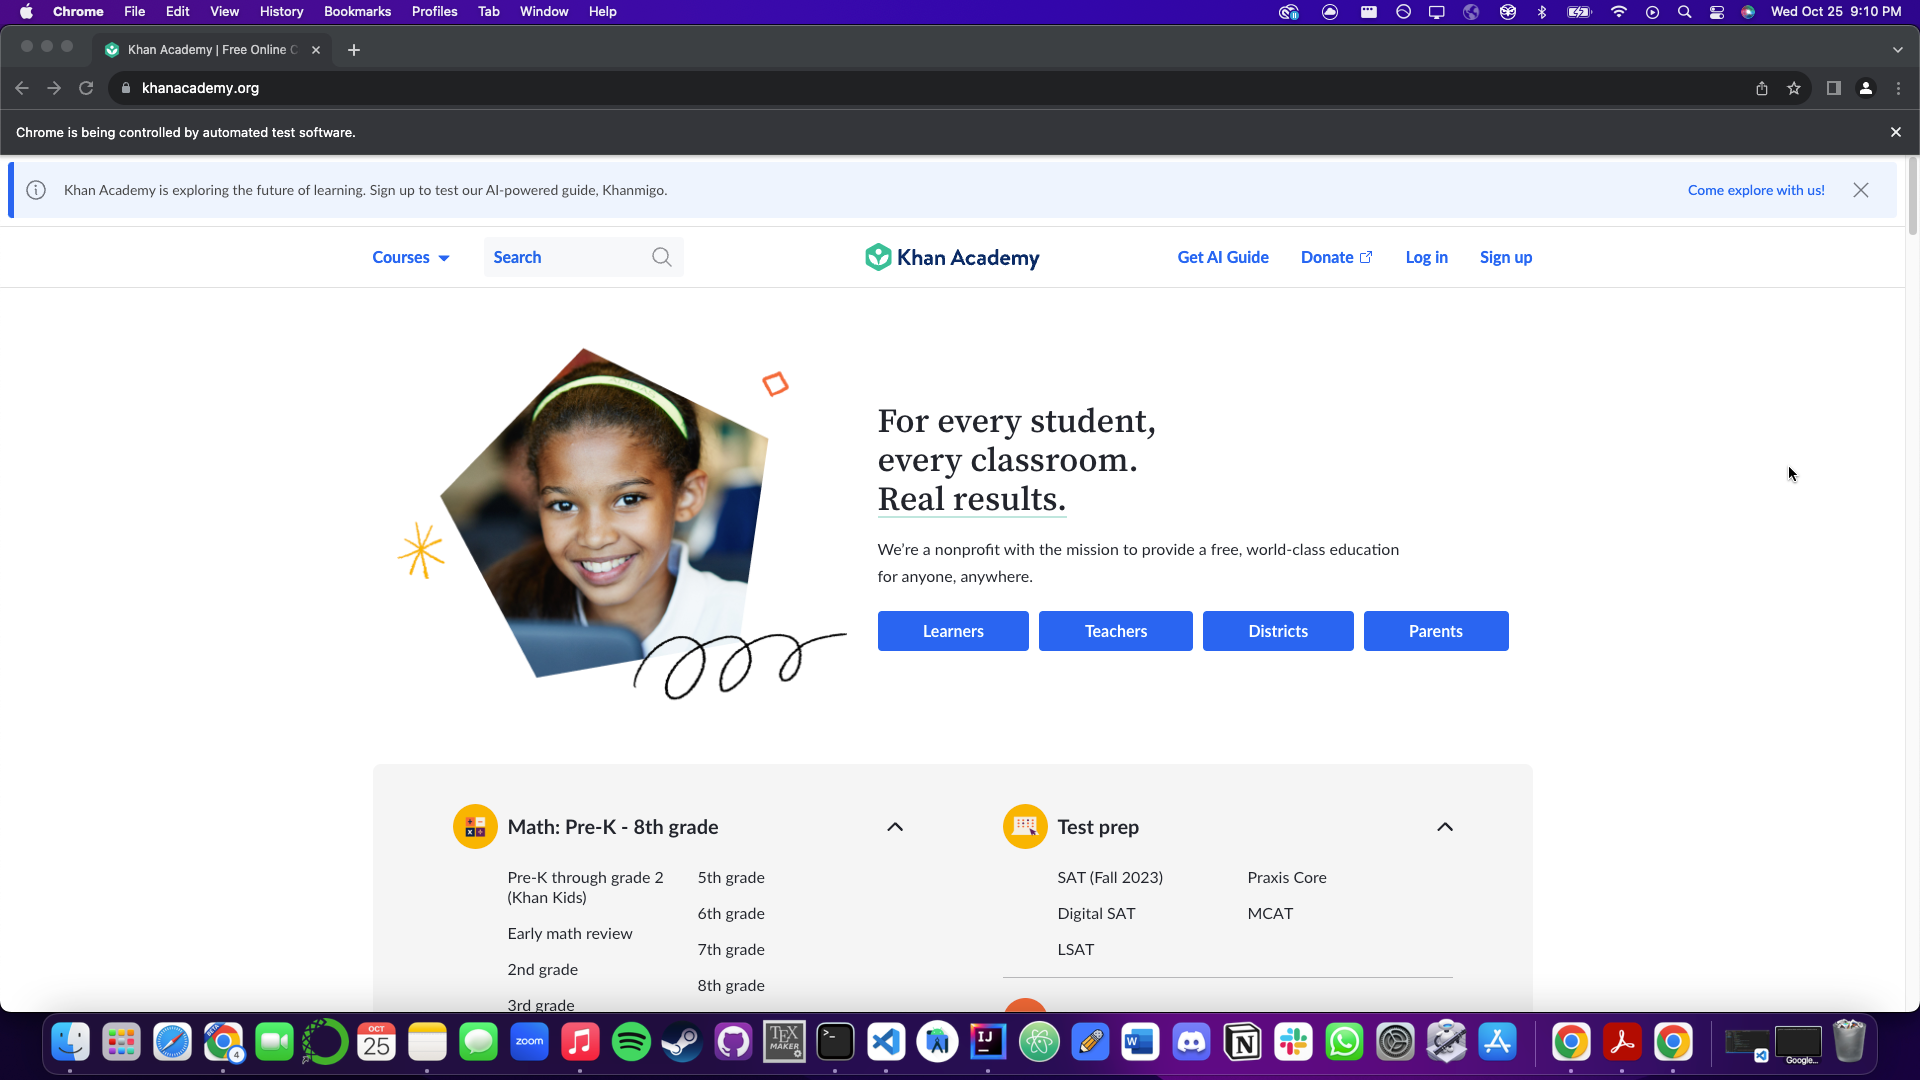 Chrome File Edit View History Bookmarks Profiles Tab Window Help Wed Oct 25 9:10 PM
Khan Academy | Free Online C
khanacademy.org
Chrome is being controlled by automated test software.
Khan Academy is exploring the future of learning. Sign up to test our AI-powered guide, Khanmigo. Come explore with us!
Courses Search Khan Academy Get AI Guide Donate Log in Sign up
For every student,
every classroom.
Real results.
We’re a nonprofit with the mission to provide a free, world-class education
for anyone, anywhere.
Learners Teachers Districts Parents
Math: Pre-K - 8th grade
Pre-K through grade 2
(Khan Kids)
Early math review
2nd grade
3rd grade
5th grade
6th grade
7th grade
8th grade
Test prep
SAT (Fall 2023)
Digital SAT
LSAT
Praxis Core
MCAT
BETA
4
OCT
25
zoom
TEX
MAKER
IJ
W
N
Google...